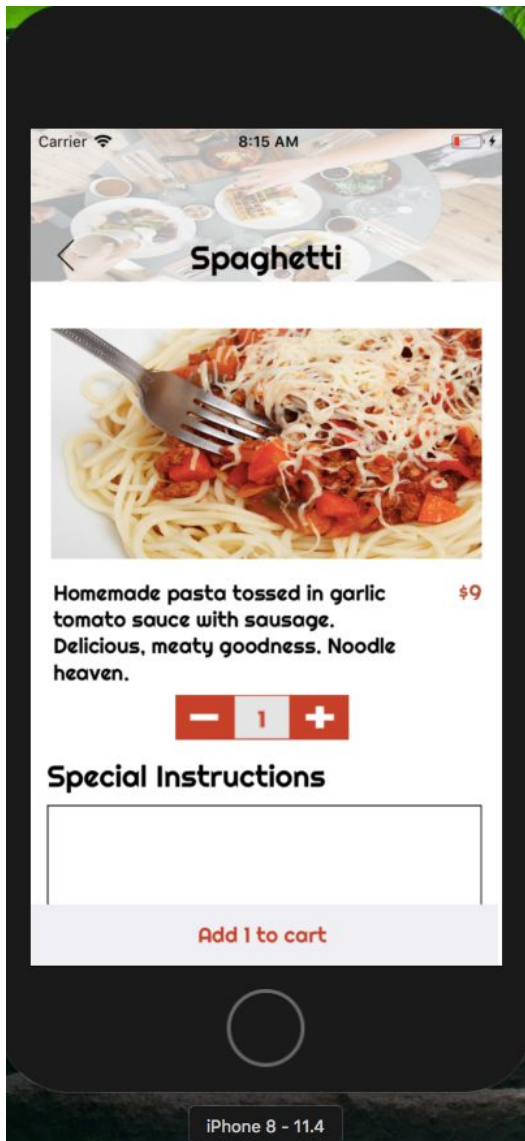 Carrier
8:15 AM
Spaghetti
Homemade pasta tossed in garlic
$9
tomato sauce with sausage.
Delicious, meaty goodness. Noodle
heaven.
1
Special Instructions
Add 1 to cart
iPhone 8 - 11.4